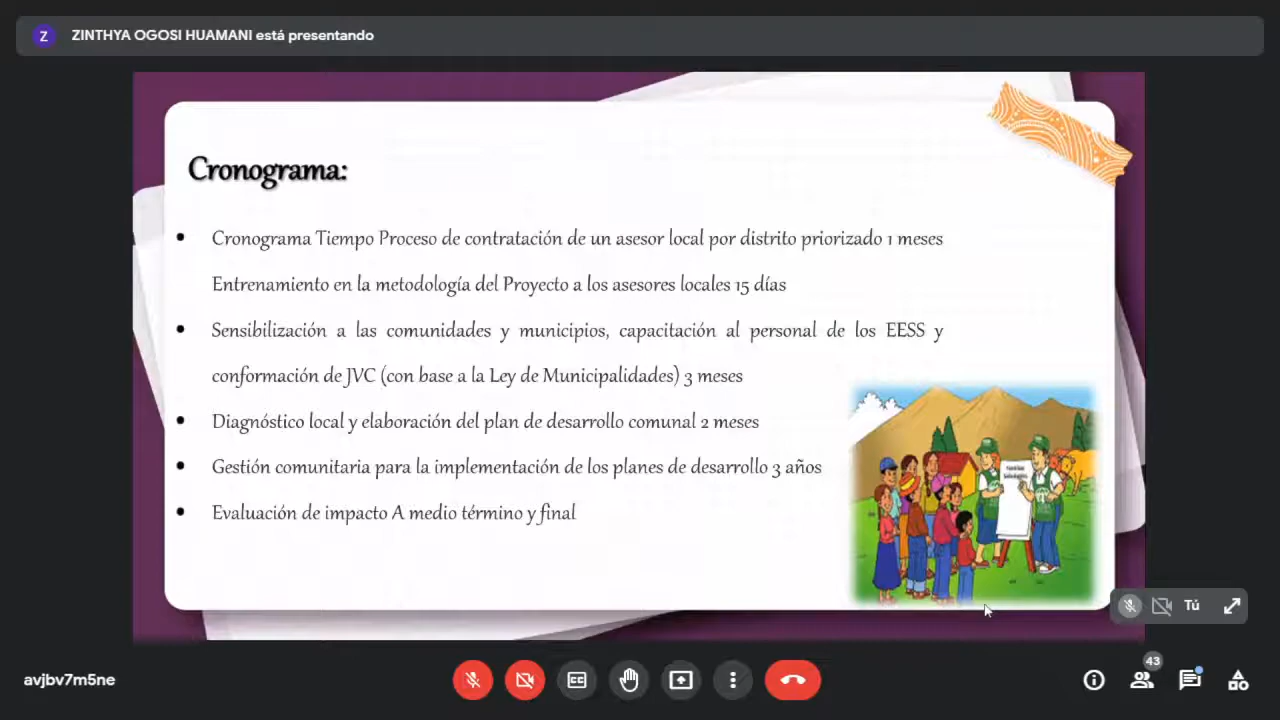 Z ZINTHYA OGOSI HUAMANI está presentando
Cronograma:
• Cronograma Tiempo Proceso de contratación de un asesor local por distrito priorizado 1 meses
Entrenamiento en la metodología del Proyecto a los asesores locales 15 días
• Sensibilización a las comunidades y municipios, capacitación al personal de los EESS y
conformación de JVC (con base a la Ley de Municipalidades) 3 meses
• Diagnóstico local y elaboración del plan de desarrollo comunal 2 meses
• Gestión comunitaria para la implementación de los planes de desarrollo 3 años
• Evaluación de impacto A medio término y final
Tú
avjbv7m5ne
CC
43